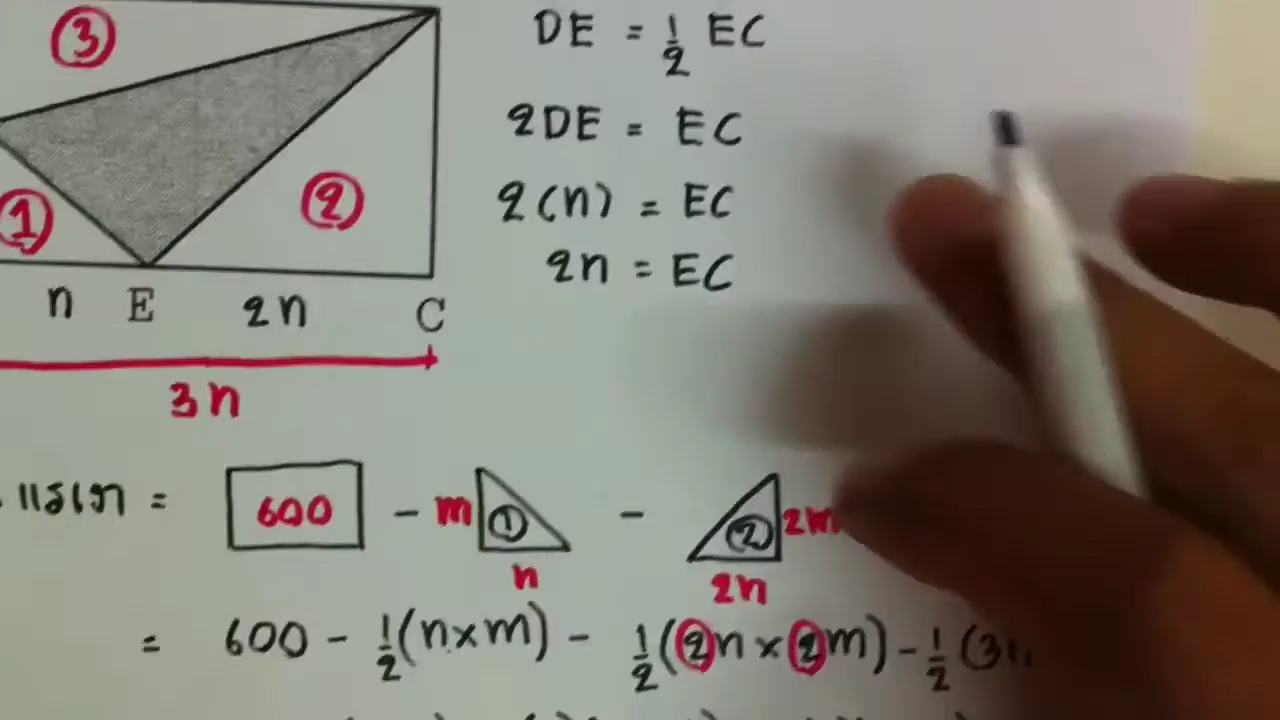 ③
DE = 1/2 EC
2DE = EC
① ②
2(n) = EC
2n = EC
n E 2n C
3n
แรเงา = 600 - m ① - ② 2m
n 2n
= 600 - 1/2(n×m) - 1/2(2n×2m) - 1/2(3